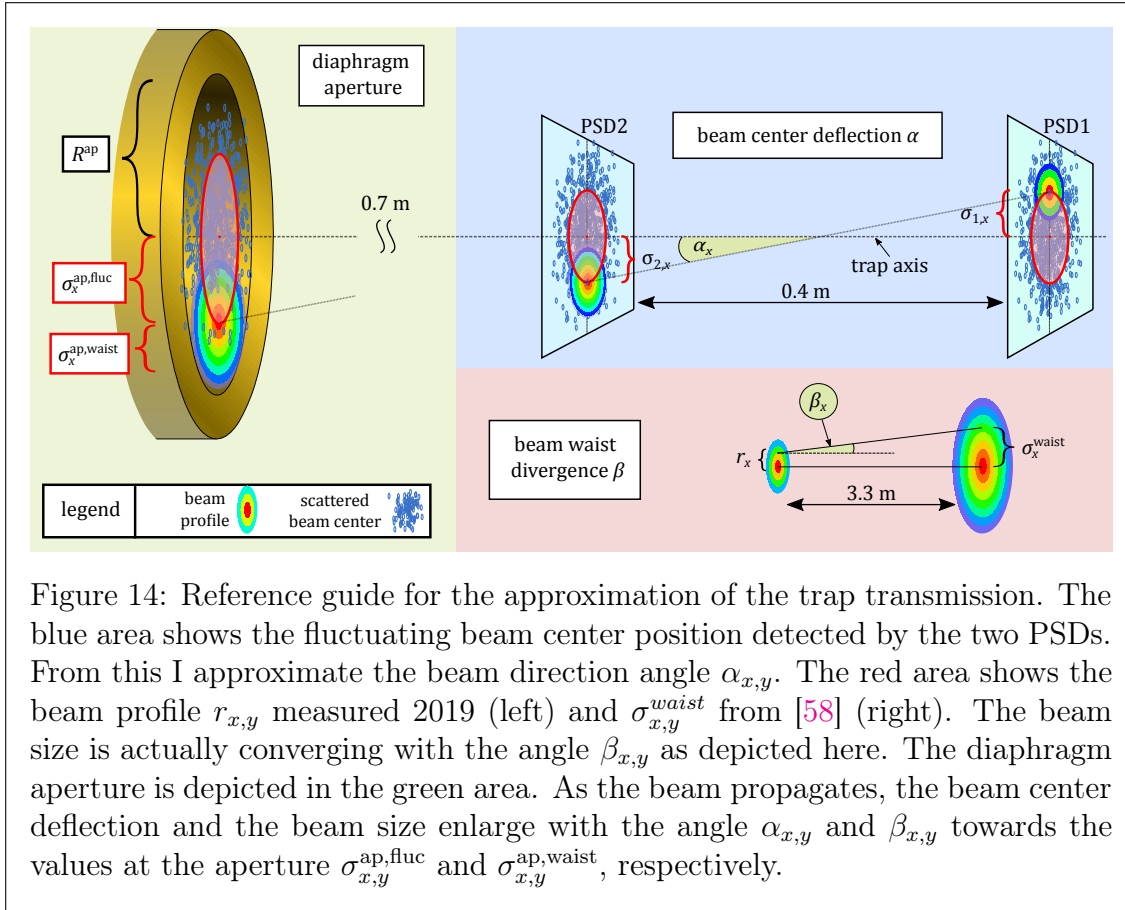 diaphragm
aperture
R^ap
0.7 m
σ_x^ap,fluc
σ_x^ap,waist
legend
beam
profile
scattered
beam center
PSD2
beam center deflection α
PSD1
σ_1,x
α_x
σ_2,x
trap axis
0.4 m
beam waist
divergence β
β_x
r_x
σ_x^waist
3.3 m
Figure 14: Reference guide for the approximation of the trap transmission. The
blue area shows the fluctuating beam center position detected by the two PSDs.
From this I approximate the beam direction angle α_x,y. The red area shows the
beam profile r_x,y measured 2019 (left) and σ_x,y^waist from [58] (right). The beam
size is actually converging with the angle β_x,y as depicted here. The diaphragm
aperture is depicted in the green area. As the beam propagates, the beam center
deflection and the beam size enlarge with the angle α_x,y and β_x,y towards the
values at the aperture σ_x,y^ap,fluc and σ_x,y^ap,waist, respectively.